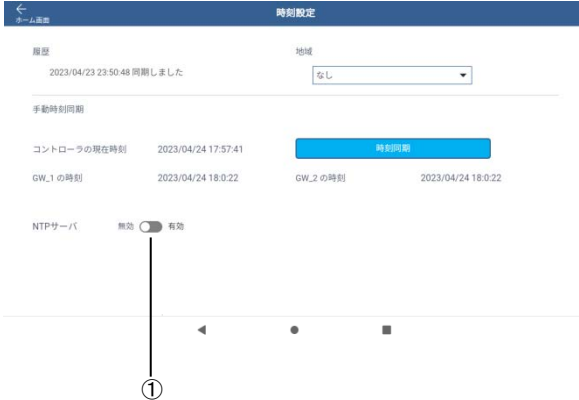 時刻設定
ホーム画面
履歴
地域
2023/04/23 23:50:48 同期しました
なし
手動時刻同期
コントローラの現在時刻 2023/04/24 17:57:41 時刻同期
GW_1 の時刻 2023/04/24 18:0:22 GW_2 の時刻 2023/04/24 18:0:22
NTPサーバ 無効 有効
①